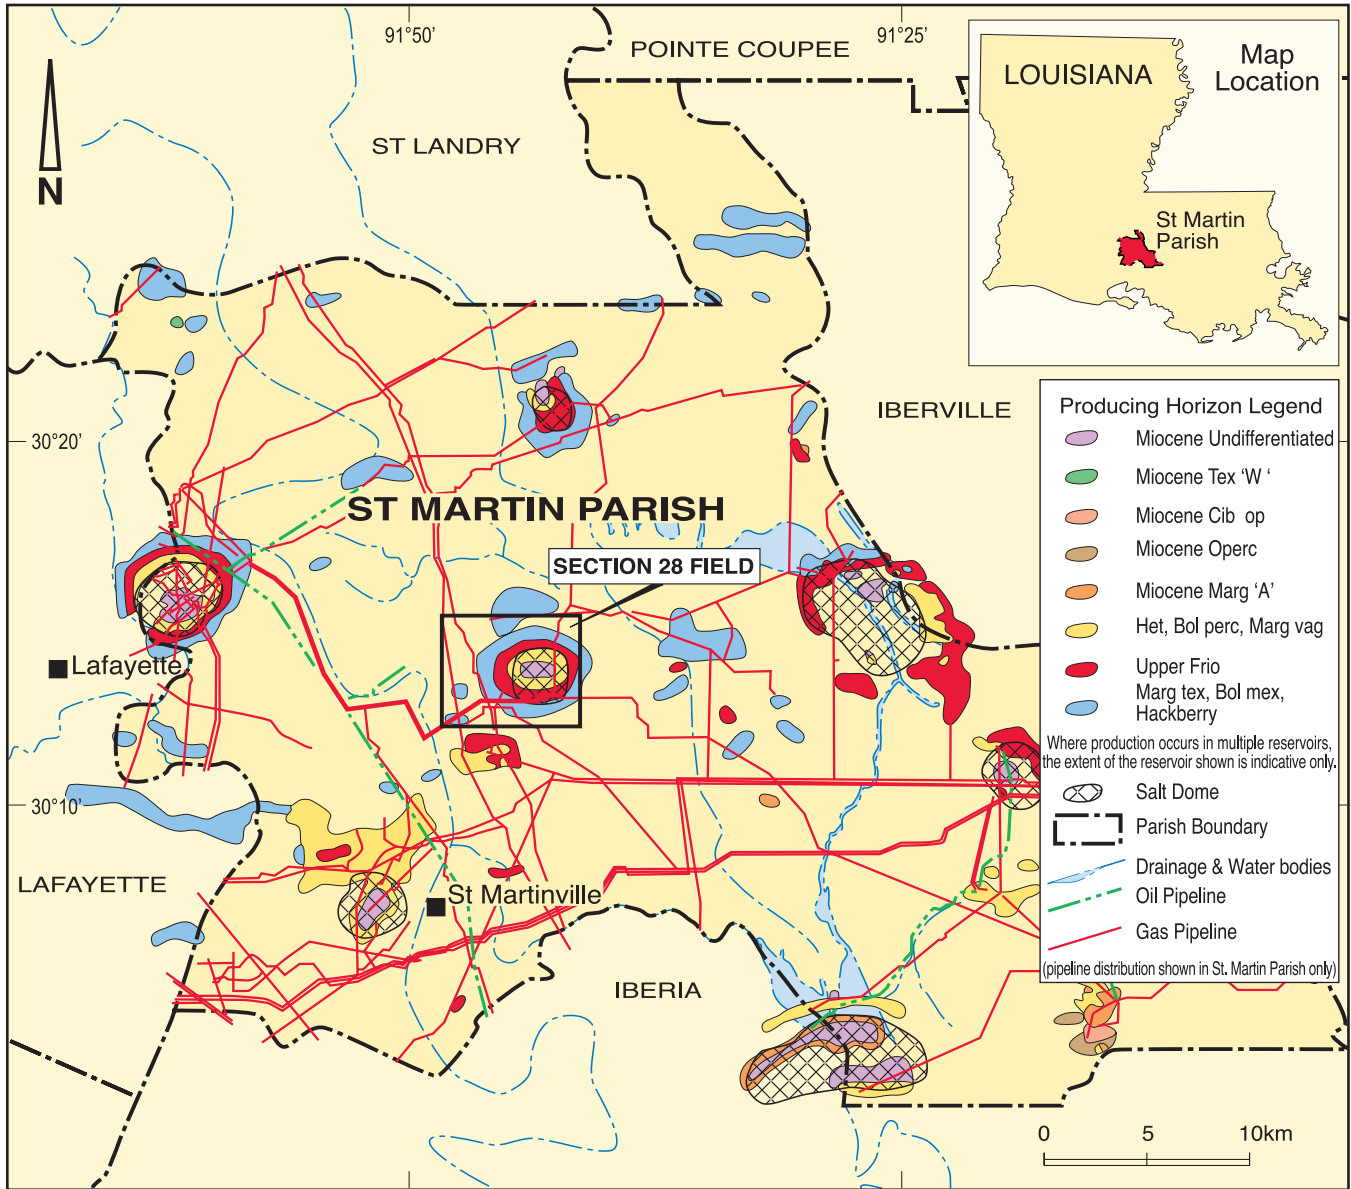 91°50'
91°25'
POINTE COUPEE
ST LANDRY
N
LOUISIANA
Map
Location
St Martin
Parish
30°20'
IBERVILLE
ST MARTIN PARISH
SECTION 28 FIELD
Lafayette
30°10'
LAFAYETTE
St Martinville
IBERIA
Producing Horizon Legend
Miocene Undifferentiated
Miocene Tex ‘W ‘
Miocene Cib op
Miocene Operc
Miocene Marg ‘A’
Het, Bol perc, Marg vag
Upper Frio
Marg tex, Bol mex,
Hackberry
Where production occurs in multiple reservoirs,
the extent of the reservoir shown is indicative only.
Salt Dome
Parish Boundary
Drainage & Water bodies
Oil Pipeline
Gas Pipeline
(pipeline distribution shown in St. Martin Parish only)
0 5 10km